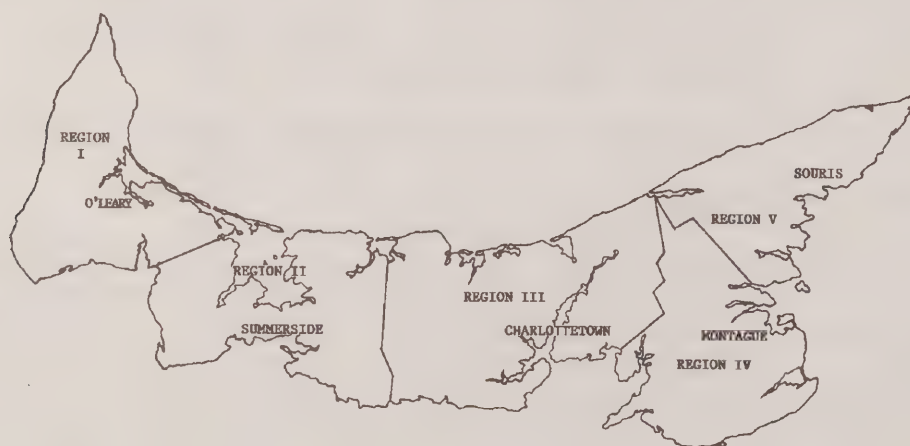 REGION
I
O'LEARY
REGION II
SUMMERSIDE
REGION III
CHARLOTTETOWN
SOURIS
REGION V
MONTAGUE
REGION IV